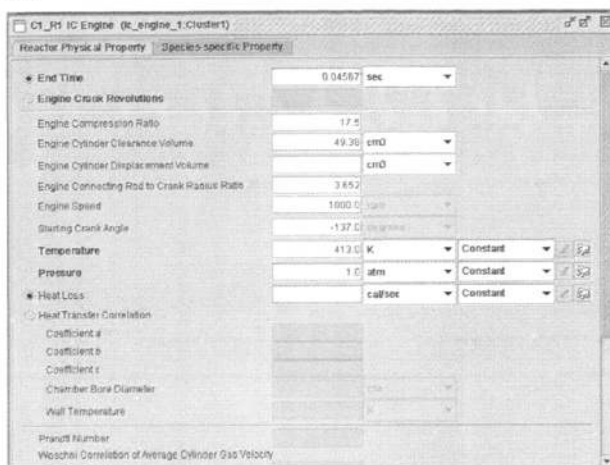 C1_R1 IC Engine (ic_engine_1:Cluster1)
Reactor Physical Property Species-specific Property
End Time 0.04567 sec
Engine Crank Revolutions
Engine Compression Ratio 17.5
Engine Cylinder Clearance Volume 49.38 cm3
Engine Cylinder Displacement Volume cm3
Engine Connecting Rod to Crank Radius Ratio 3.652
Engine Speed 1000.0 rpm
Starting Crank Angle -137.0 degrees
Temperature 413.0 K Constant
Pressure 1.0 atm Constant
Heat Loss cal/sec Constant
Heat Transfer Correlation
Coefficient a
Coefficient b
Coefficient c
Chamber Bore Diameter cm
Wall Temperature K
Prandtl Number
Woschni Correlation of Average Cylinder Gas Velocity